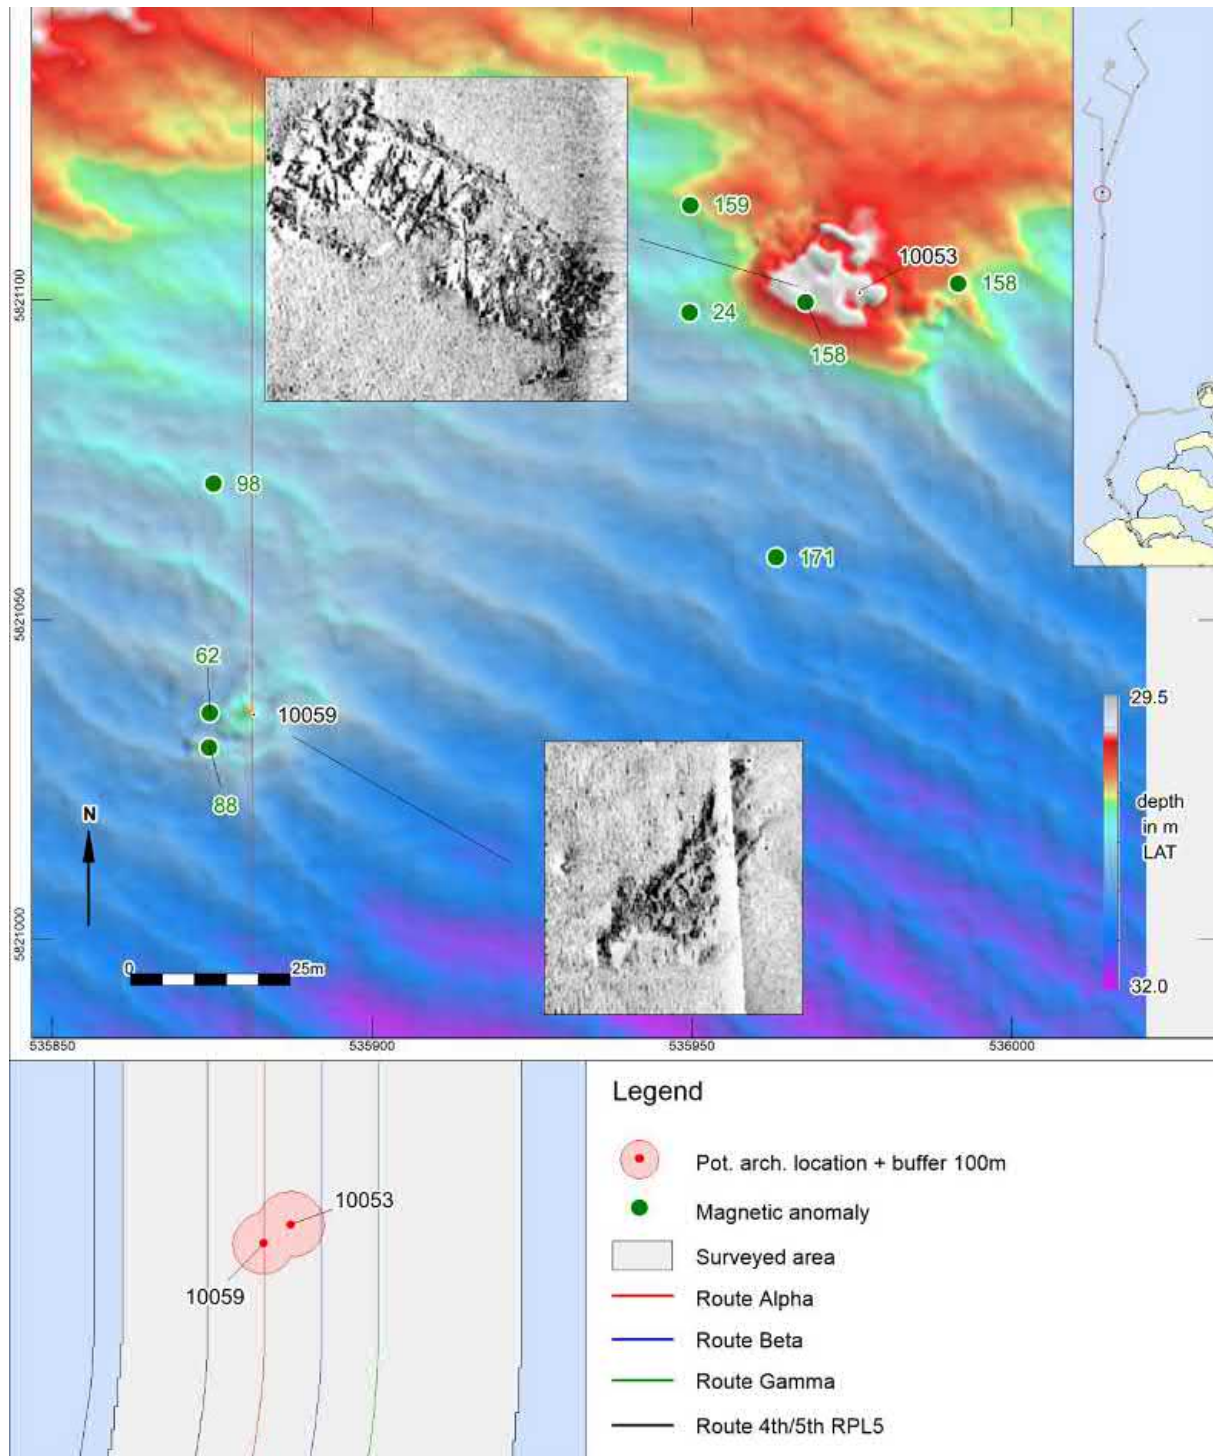 159
10053
158
24
158
5821100
98
171
5821050
62
10059
88
29.5
depth
in m
LAT
32.0
N
5821000
0
25m
535850
535900
535950
536000
Legend
Pot. arch. location + buffer 100m
10053
Magnetic anomaly
Surveyed area
10059
Route Alpha
Route Beta
Route Gamma
Route 4th/5th RPL5